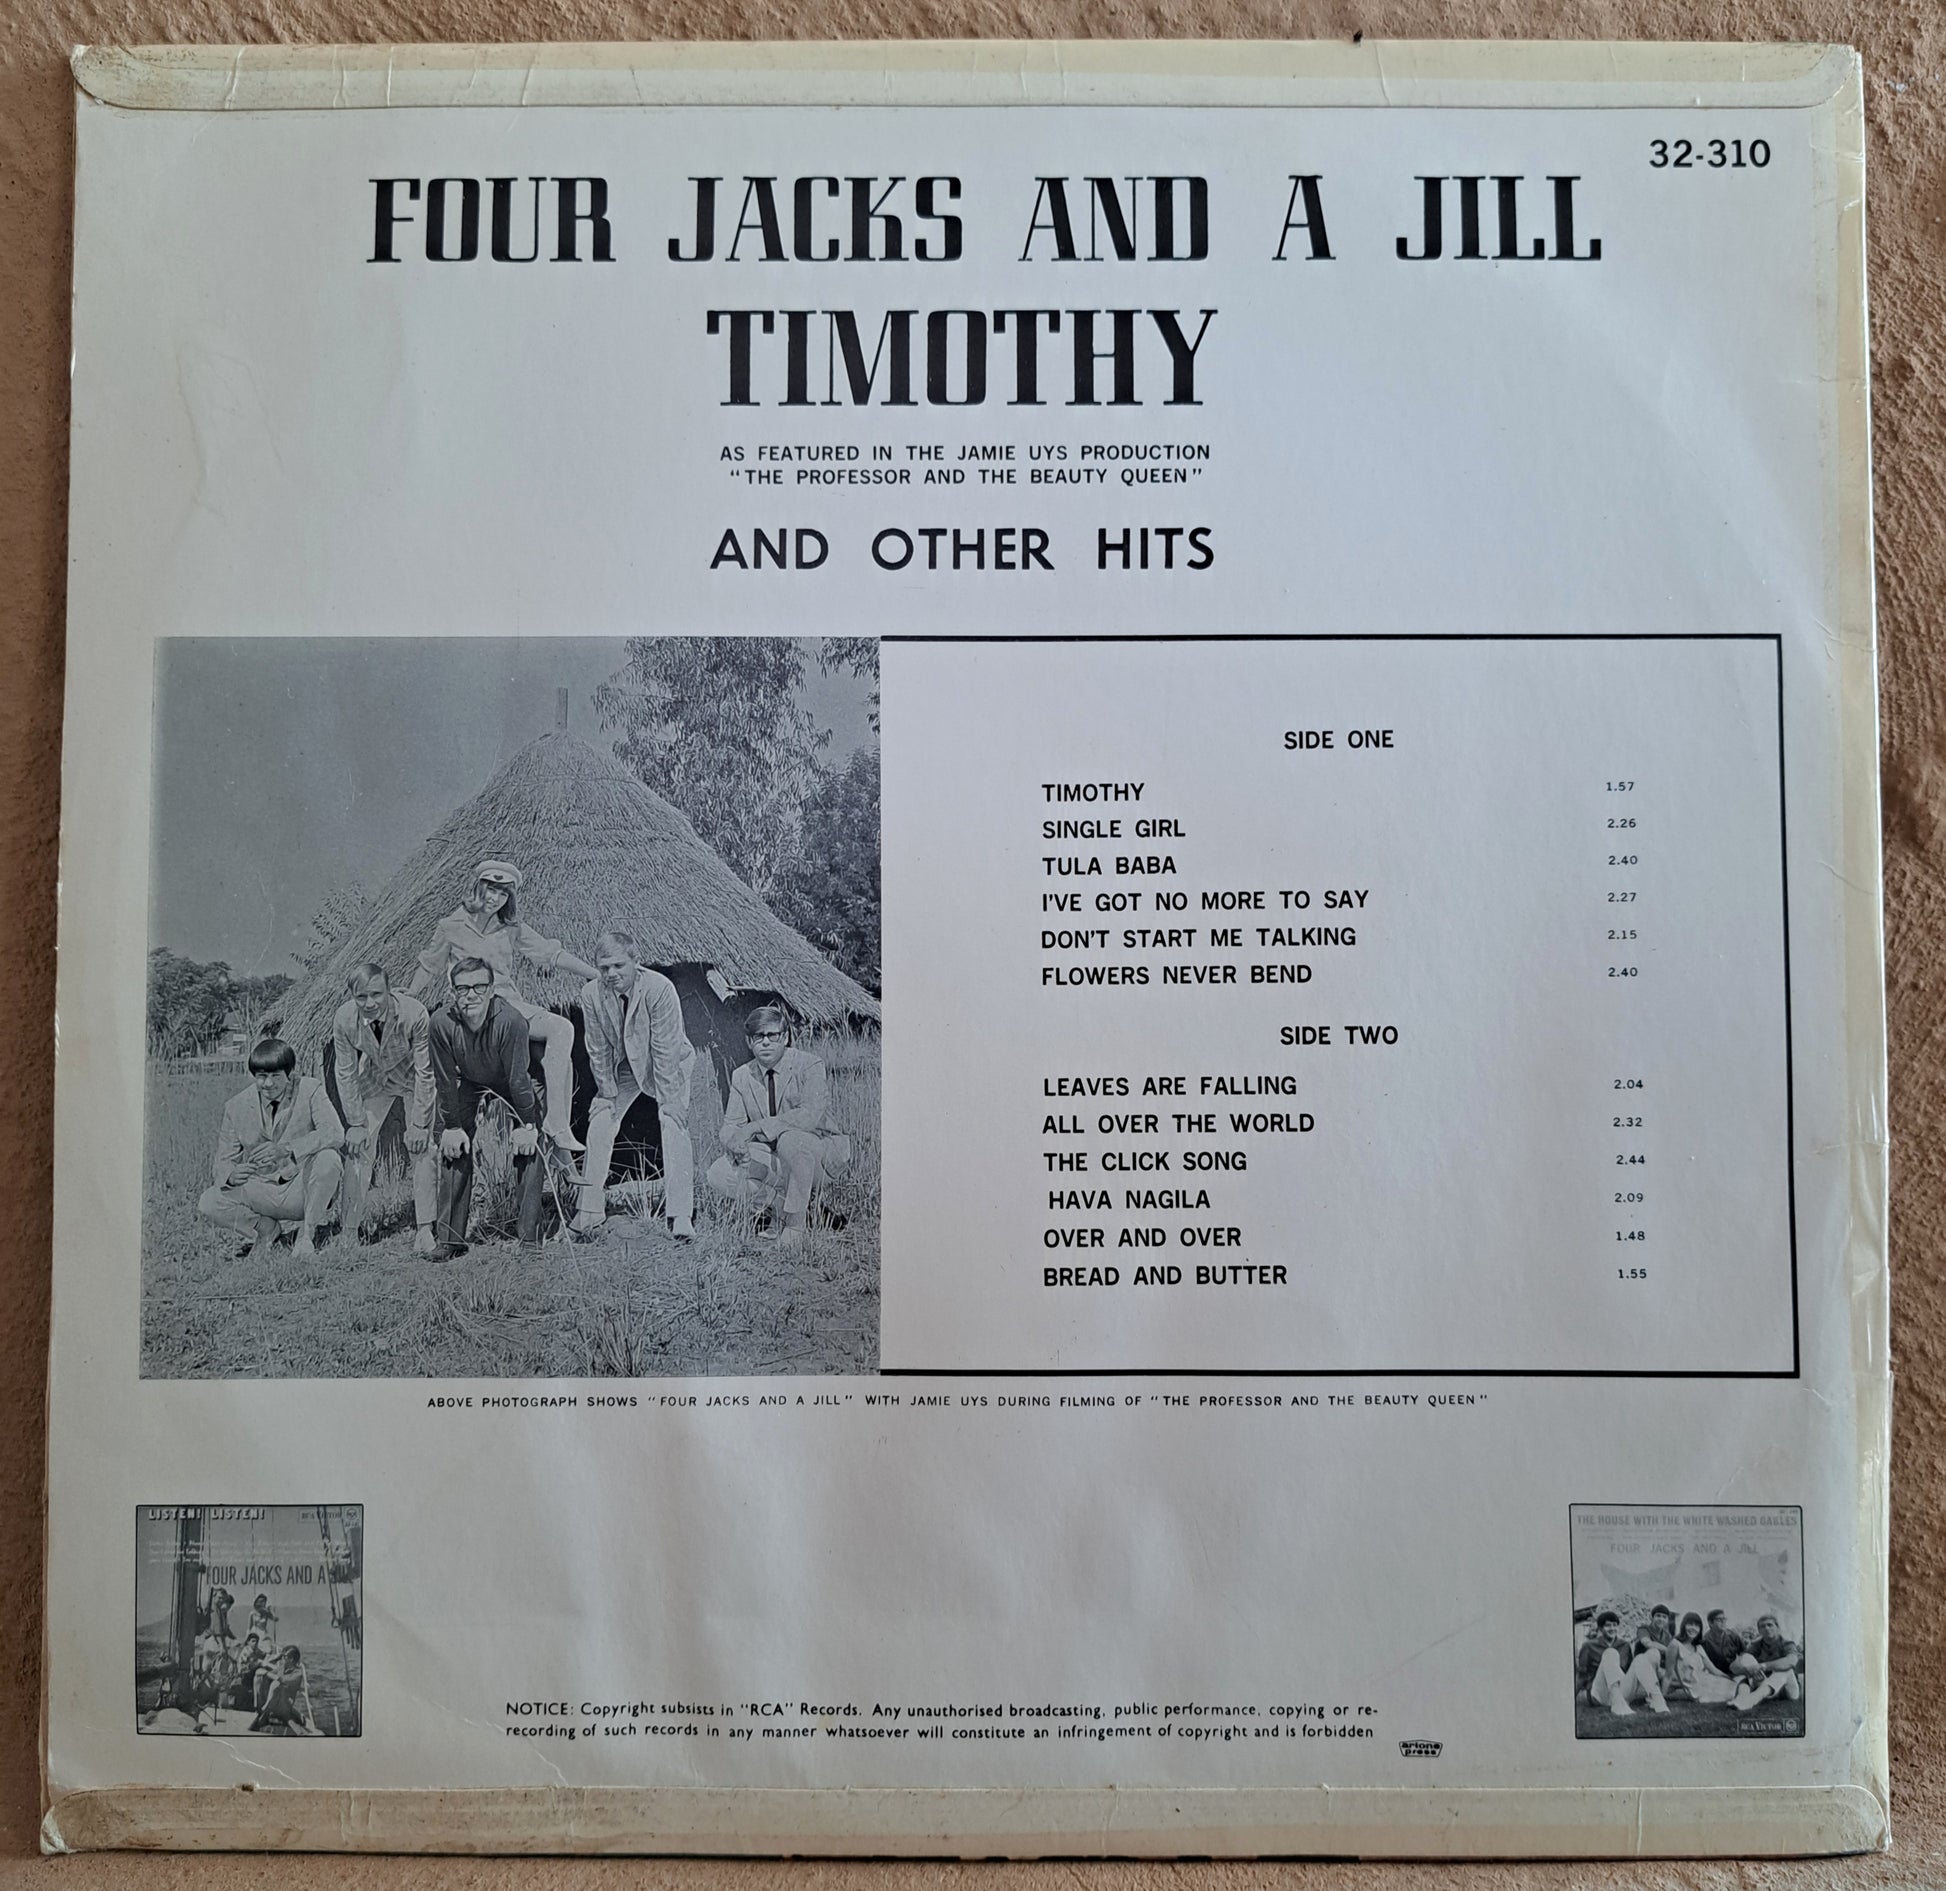 32-310
FOUR JACKS AND A JILL
TIMOTHY
AS FEATURED IN THE JAMIE UYS PRODUCTION
“THE PROFESSOR AND THE BEAUTY QUEEN”
AND OTHER HITS
SIDE ONE
TIMOTHY 1.57
SINGLE GIRL 2.26
TULA BABA 2.40
I'VE GOT NO MORE TO SAY 2.27
DON'T START ME TALKING 2.15
FLOWERS NEVER BEND 2.40
SIDE TWO
LEAVES ARE FALLING 2.04
ALL OVER THE WORLD 2.32
THE CLICK SONG 2.44
HAVA NAGILA 2.09
OVER AND OVER 1.48
BREAD AND BUTTER 1.55
ABOVE PHOTOGRAPH SHOWS “FOUR JACKS AND A JILL” WITH JAMIE UYS DURING FILMING OF “THE PROFESSOR AND THE BEAUTY QUEEN”
LISTEN! LISTEN! RCA VICTOR
FOUR JACKS AND A JILL
THE HOUSE WITH THE WHITE WASHED GABLES
FOUR JACKS AND A JILL
RCA VICTOR
NOTICE: Copyright subsists in “RCA” Records. Any unauthorised broadcasting, public performance, copying or re-
recording of such records in any manner whatsoever will constitute an infringement of copyright and is forbidden
artone
press